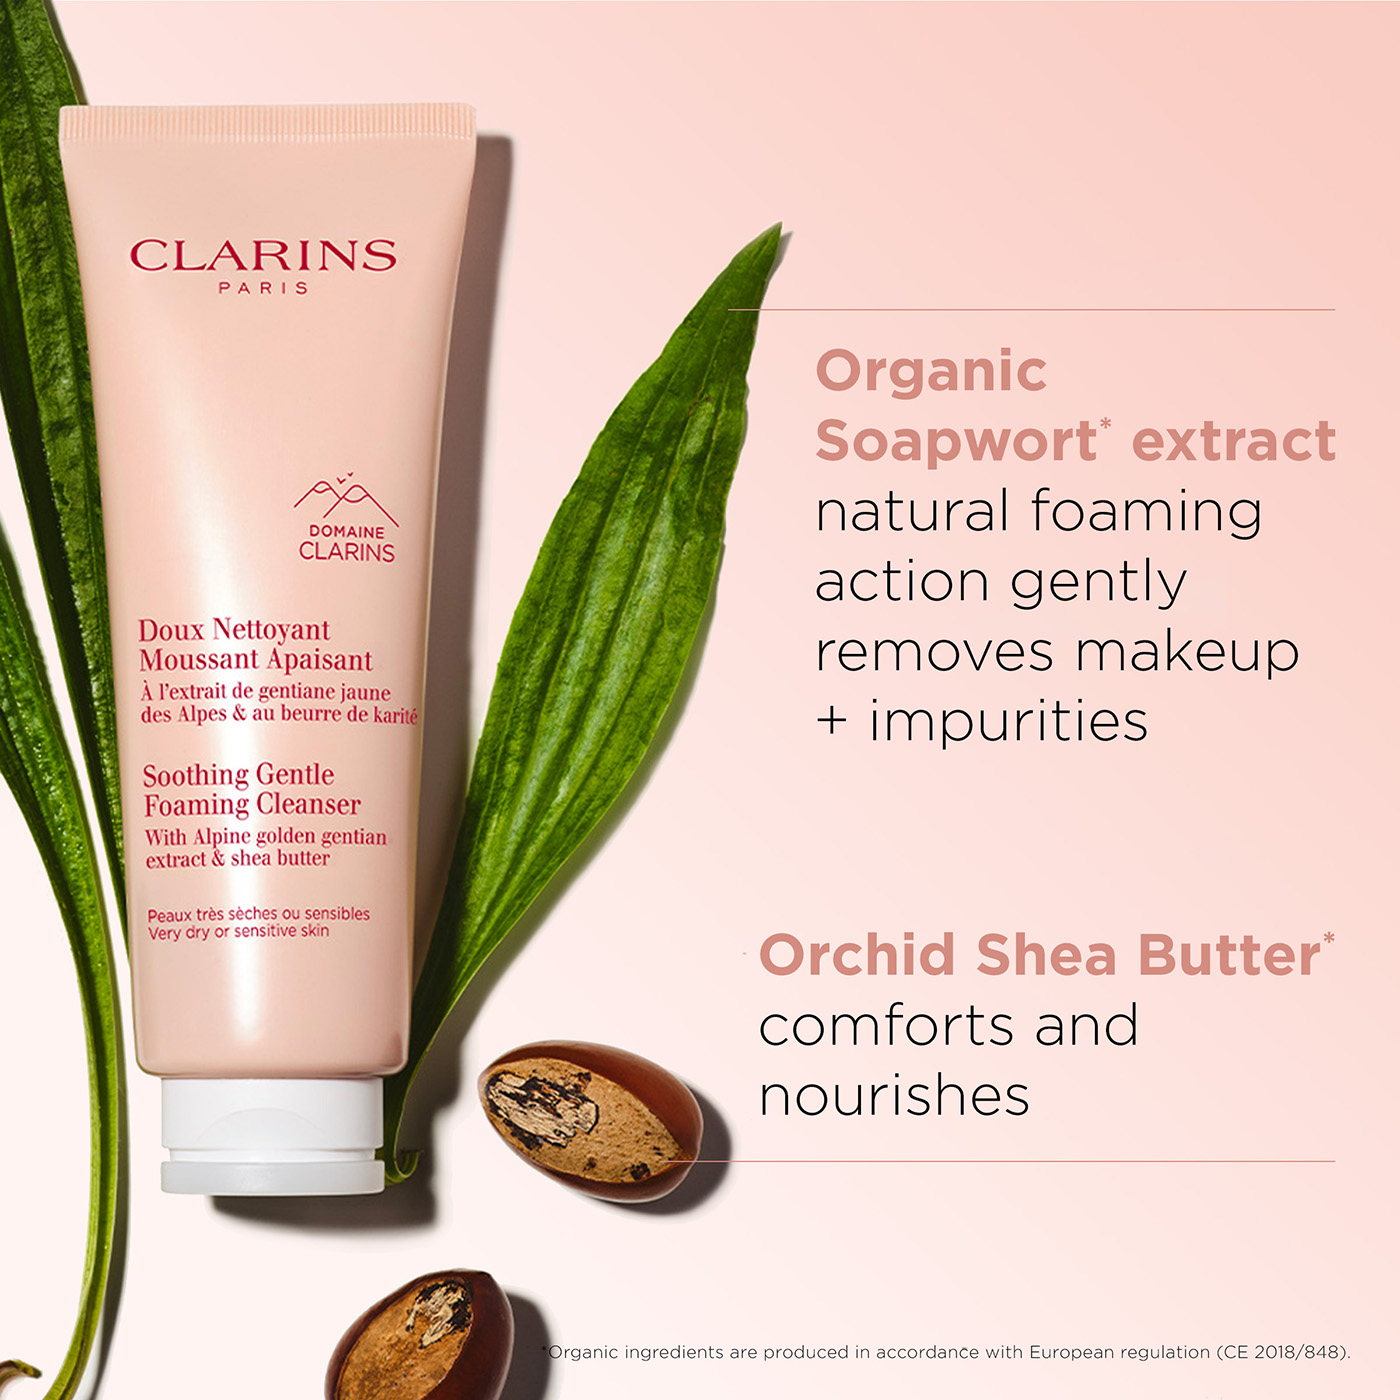 CLARINS
PARIS
DOMAINE
CLARINS
Doux Nettoyant
Moussant Apaisant
À l'extrait de gentiane jaune
des Alpes & au beurre de karité
Soothing Gentle
Foaming Cleanser
With Alpine golden gentian
extract & shea butter
Peaux très sèches ou sensibles
Very dry or sensitive skin
Organic
Soapwort* extract
natural foaming
action gently
removes makeup
+ impurities
Orchid Shea Butter*
comforts and
nourishes
*Organic ingredients are produced in accordance with European regulation (CE 2018/848).